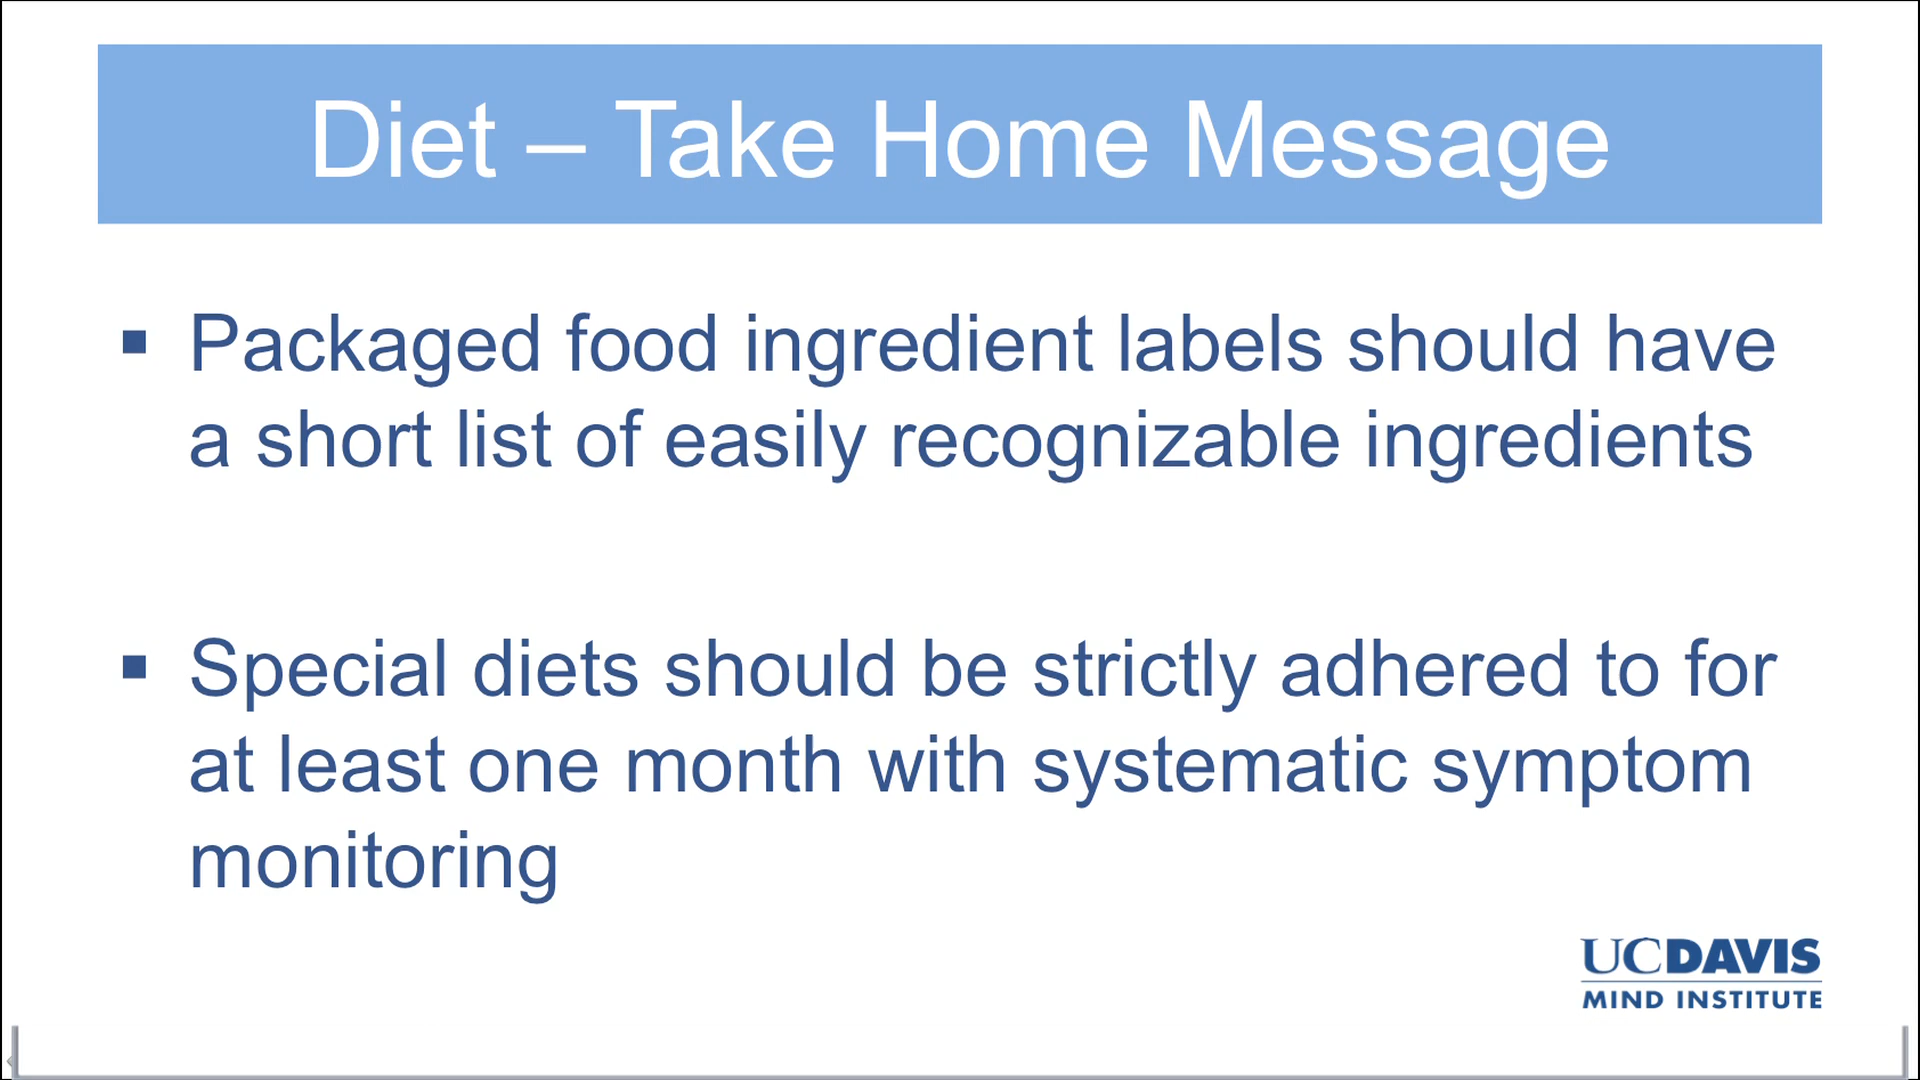 Diet – Take Home Message
▪ Packaged food ingredient labels should have
a short list of easily recognizable ingredients
▪ Special diets should be strictly adhered to for
at least one month with systematic symptom
monitoring
UCDAVIS
MIND INSTITUTE